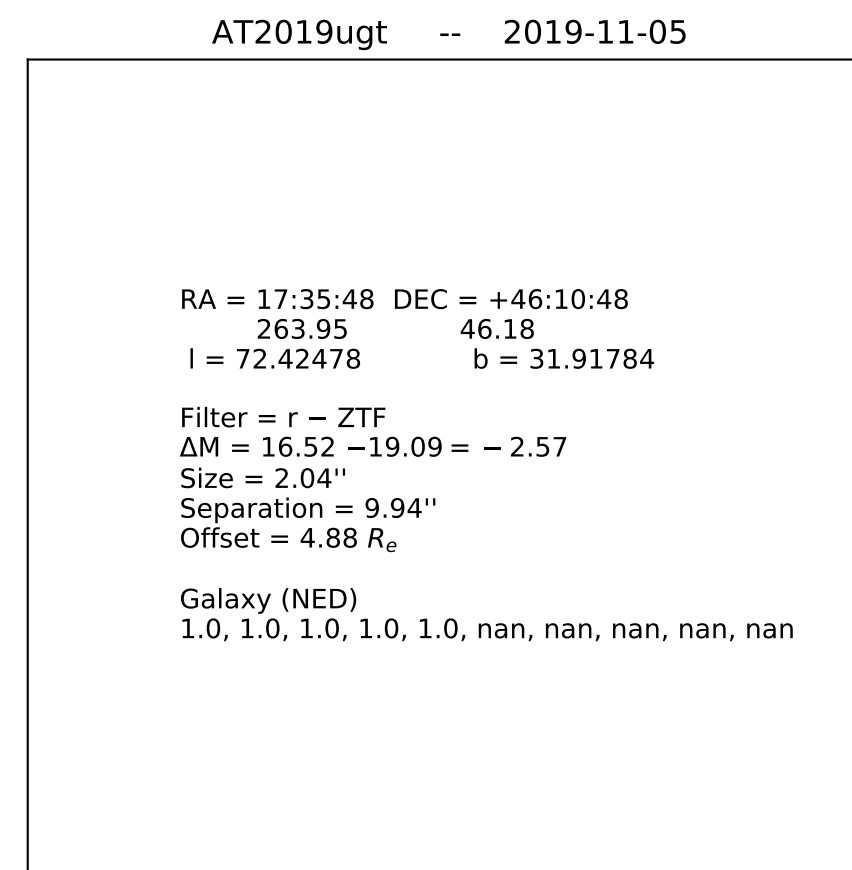 AT2019ugt -- 2019-11-05
RA = 17:35:48 DEC = +46:10:48
263.95 46.18
l = 72.42478 b = 31.91784
Filter = r − ZTF
ΔM = 16.52 −19.09 = − 2.57
Size = 2.04''
Separation = 9.94''
Offset = 4.88 Rₑ
Galaxy (NED)
1.0, 1.0, 1.0, 1.0, 1.0, nan, nan, nan, nan, nan